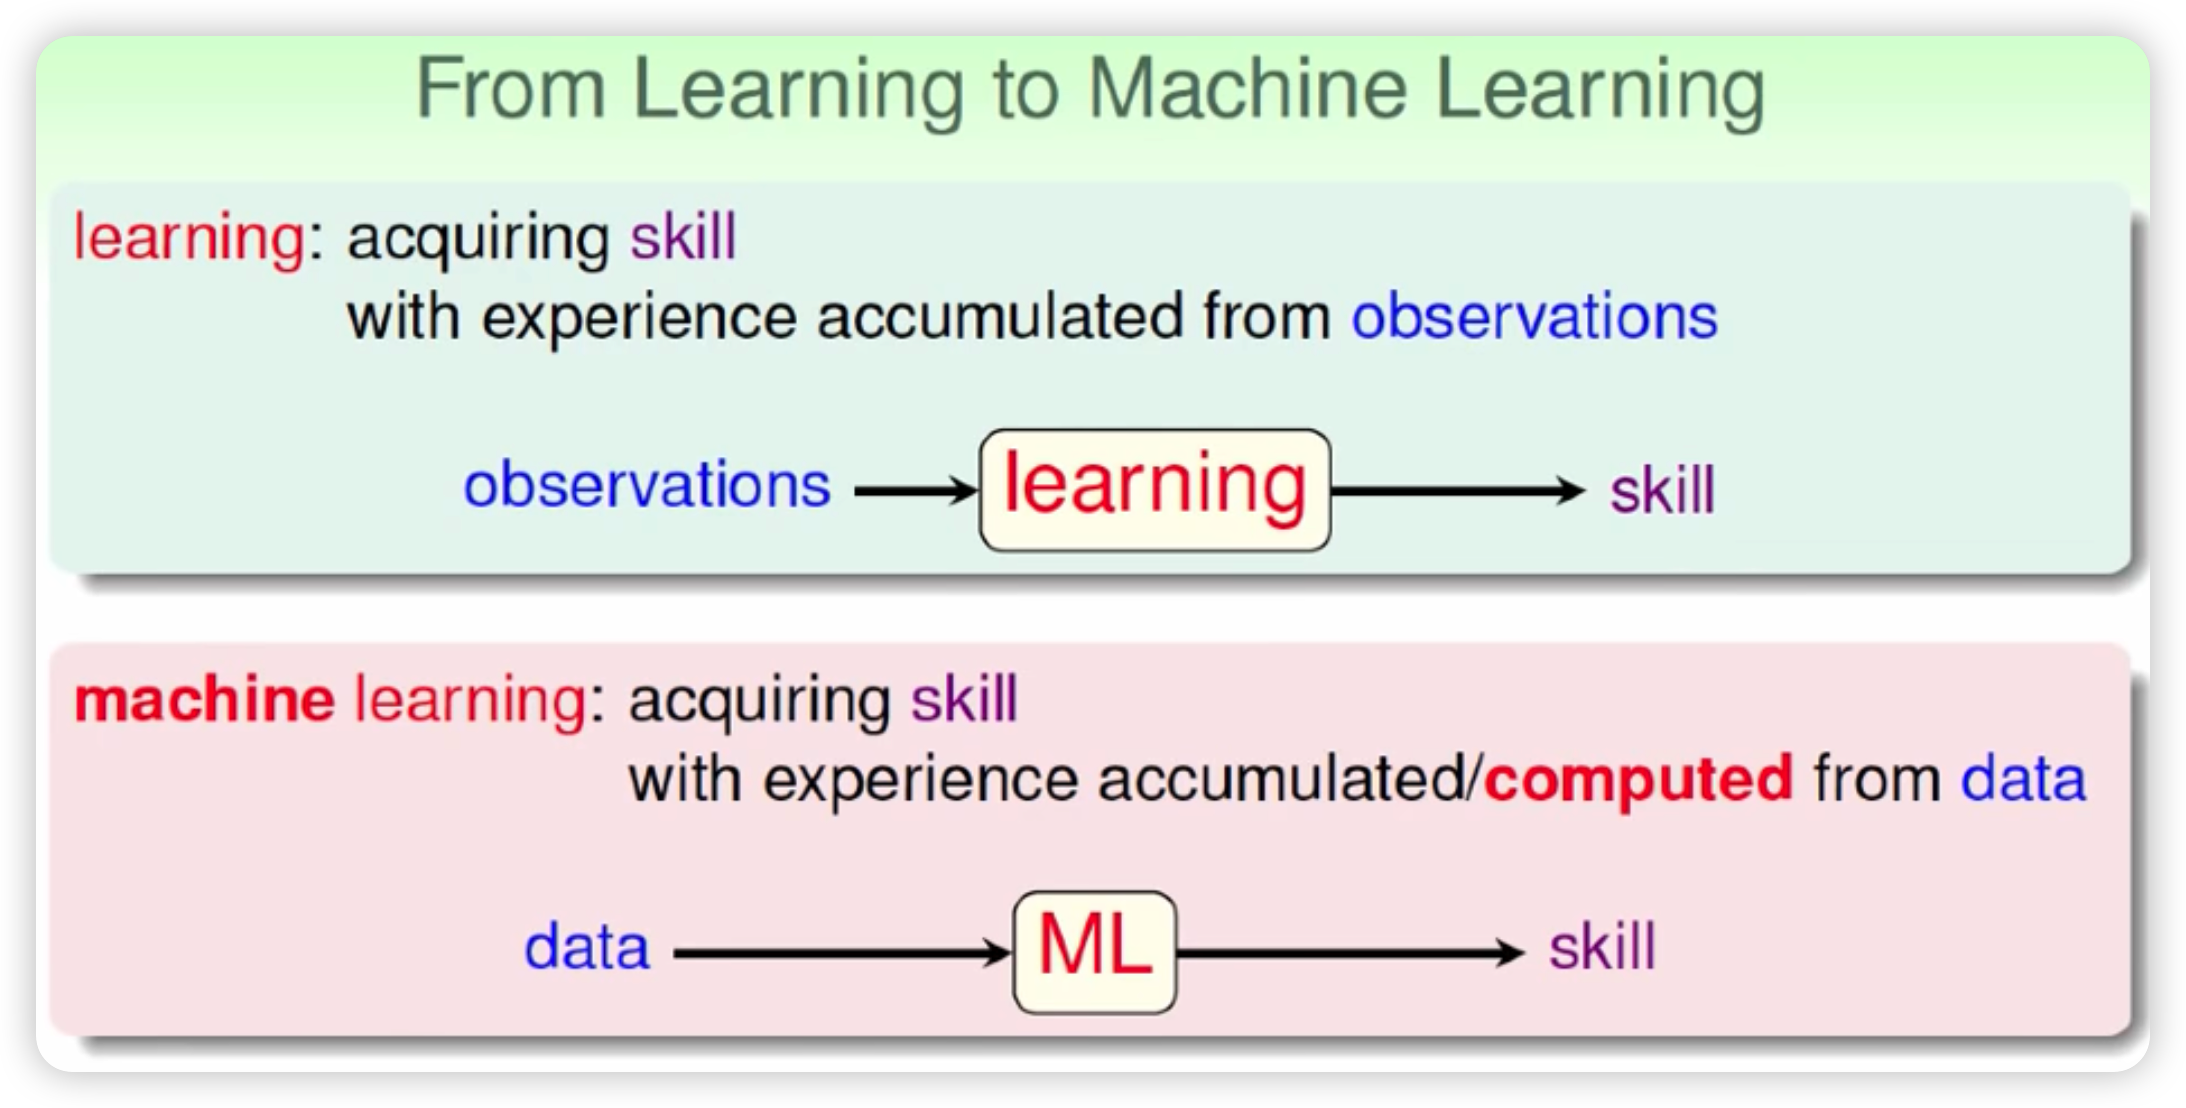 From Learning to Machine Learning
learning: acquiring skill
with experience accumulated from observations
observations learning skill
machine learning: acquiring skill
with experience accumulated/computed from data
data ML skill